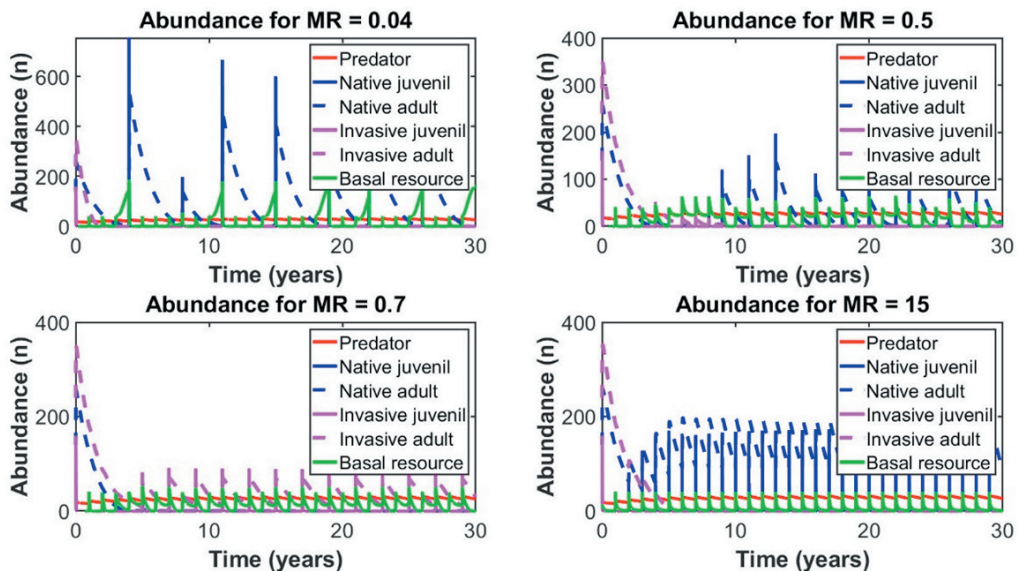 Abundance for MR = 0.04
Abundance (n)
600
400
200
0
0
10
20
30
Time (years)
Predator
Native juvenil
Native adult
Invasive juvenil
Invasive adult
Basal resource
Abundance for MR = 0.5
Abundance (n)
400
300
200
100
0
0
10
20
30
Time (years)
Predator
Native juvenil
Native adult
Invasive juvenil
Invasive adult
Basal resource
Abundance for MR = 0.7
Abundance (n)
400
200
0
0
10
20
30
Time (years)
Predator
Native juvenil
Native adult
Invasive juvenil
Invasive adult
Basal resource
Abundance for MR = 15
Abundance (n)
400
200
0
0
10
20
30
Time (years)
Predator
Native juvenil
Native adult
Invasive juvenil
Invasive adult
Basal resource